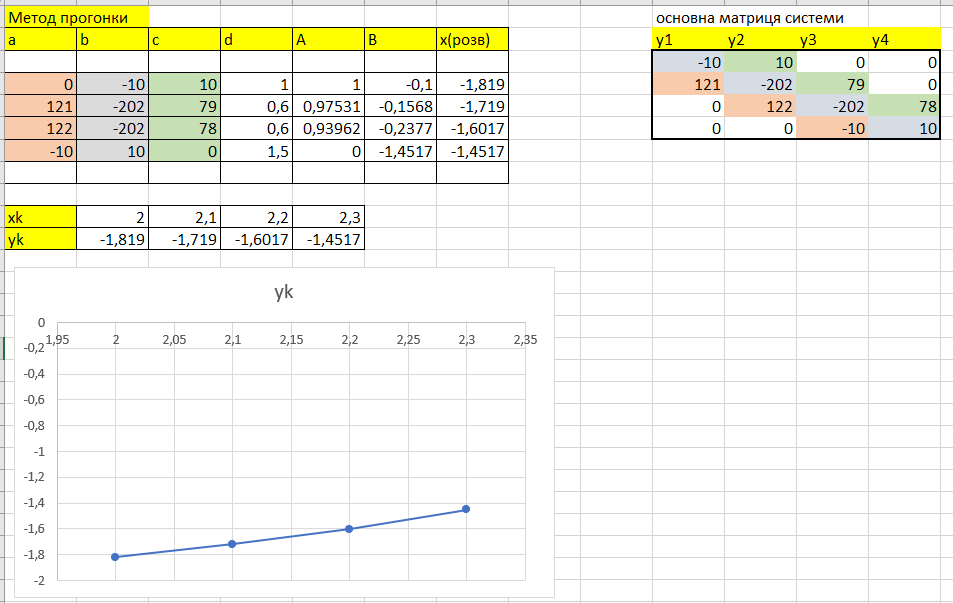 Метод прогонки
основна матриця системи
a b c d A B x(розв)
y1 y2 y3 y4
-10 10 0 0
0 -10 10 1 1 -0,1 -1,819
121 -202 79 0
121 -202 79 0,6 0,97531 -0,1568 -1,719
0 122 -202 78
122 -202 78 0,6 0,93962 -0,2377 -1,6017
0 0 -10 10
-10 10 0 1,5 0 -1,4517 -1,4517
xk 2 2,1 2,2 2,3
yk -1,819 -1,719 -1,6017 -1,4517
yk
0
1,95 2 2,05 2,1 2,15 2,2 2,25 2,3 2,35
-0,2
-0,4
-0,6
-0,8
-1
-1,2
-1,4
-1,6
-1,8
-2